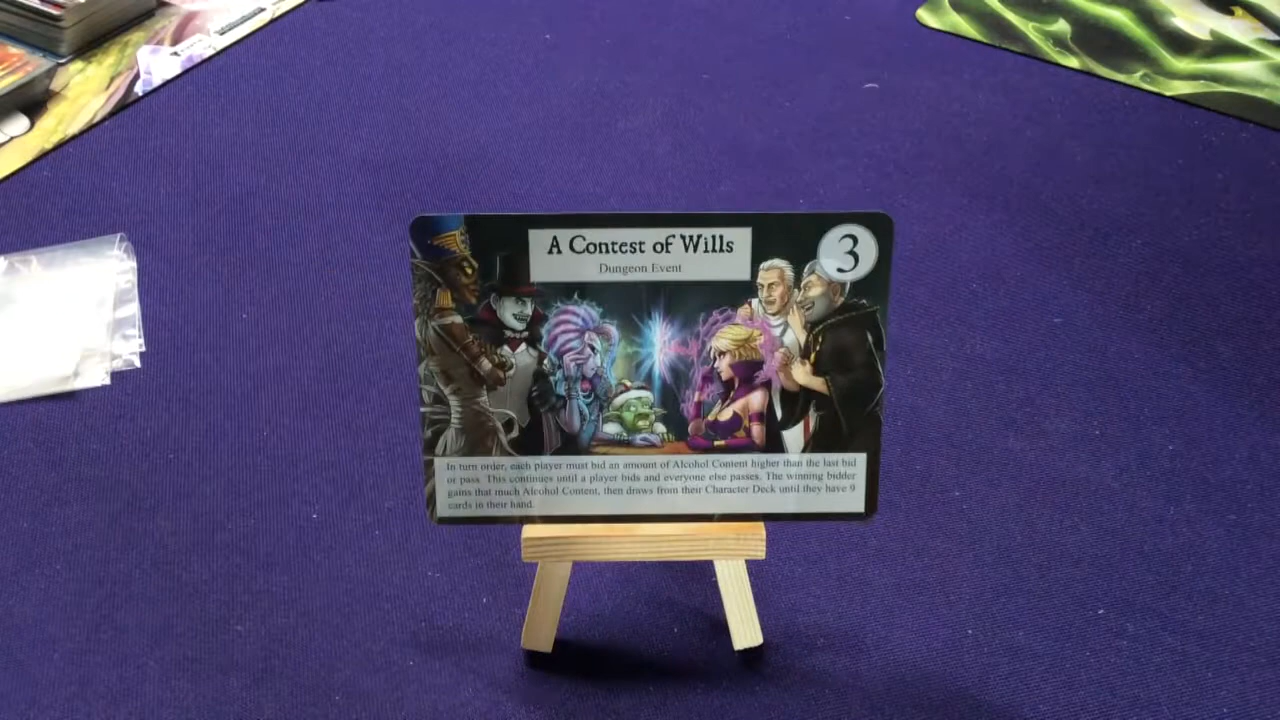 A Contest of Wills
Dungeon Event
3
In turn order, each player must bid an amount of Alcohol Content higher than the last bid
or pass. This continues until a player bids and everyone else passes. The winning bidder
gains that much Alcohol Content, then draws from their Character Deck until they have 9
cards in their hand.